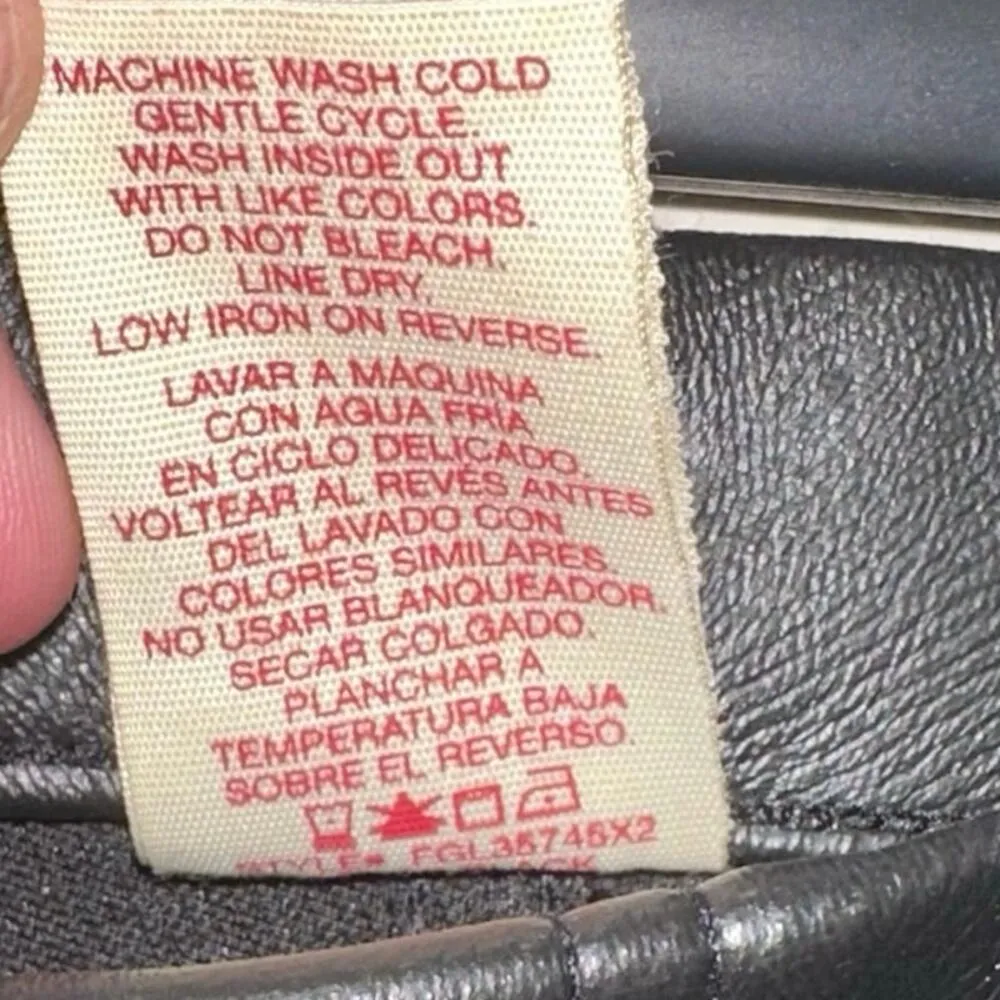 MACHINE WASH COLD
GENTLE CYCLE.
WASH INSIDE OUT
WITH LIKE COLORS.
DO NOT BLEACH.
LINE DRY.
LOW IRON ON REVERSE.
LAVAR A MAQUINA
CON AGUA FRIA
EN CICLO DELICADO.
VOLTEAR AL REVÉS ANTES
DEL LAVADO CON
COLORES SIMILARES
NO USAR BLANQUEADOR.
SECAR COLGADO.
PLANCHAR A
TEMPERATURA BAJA
SOBRE EL REVERSO.